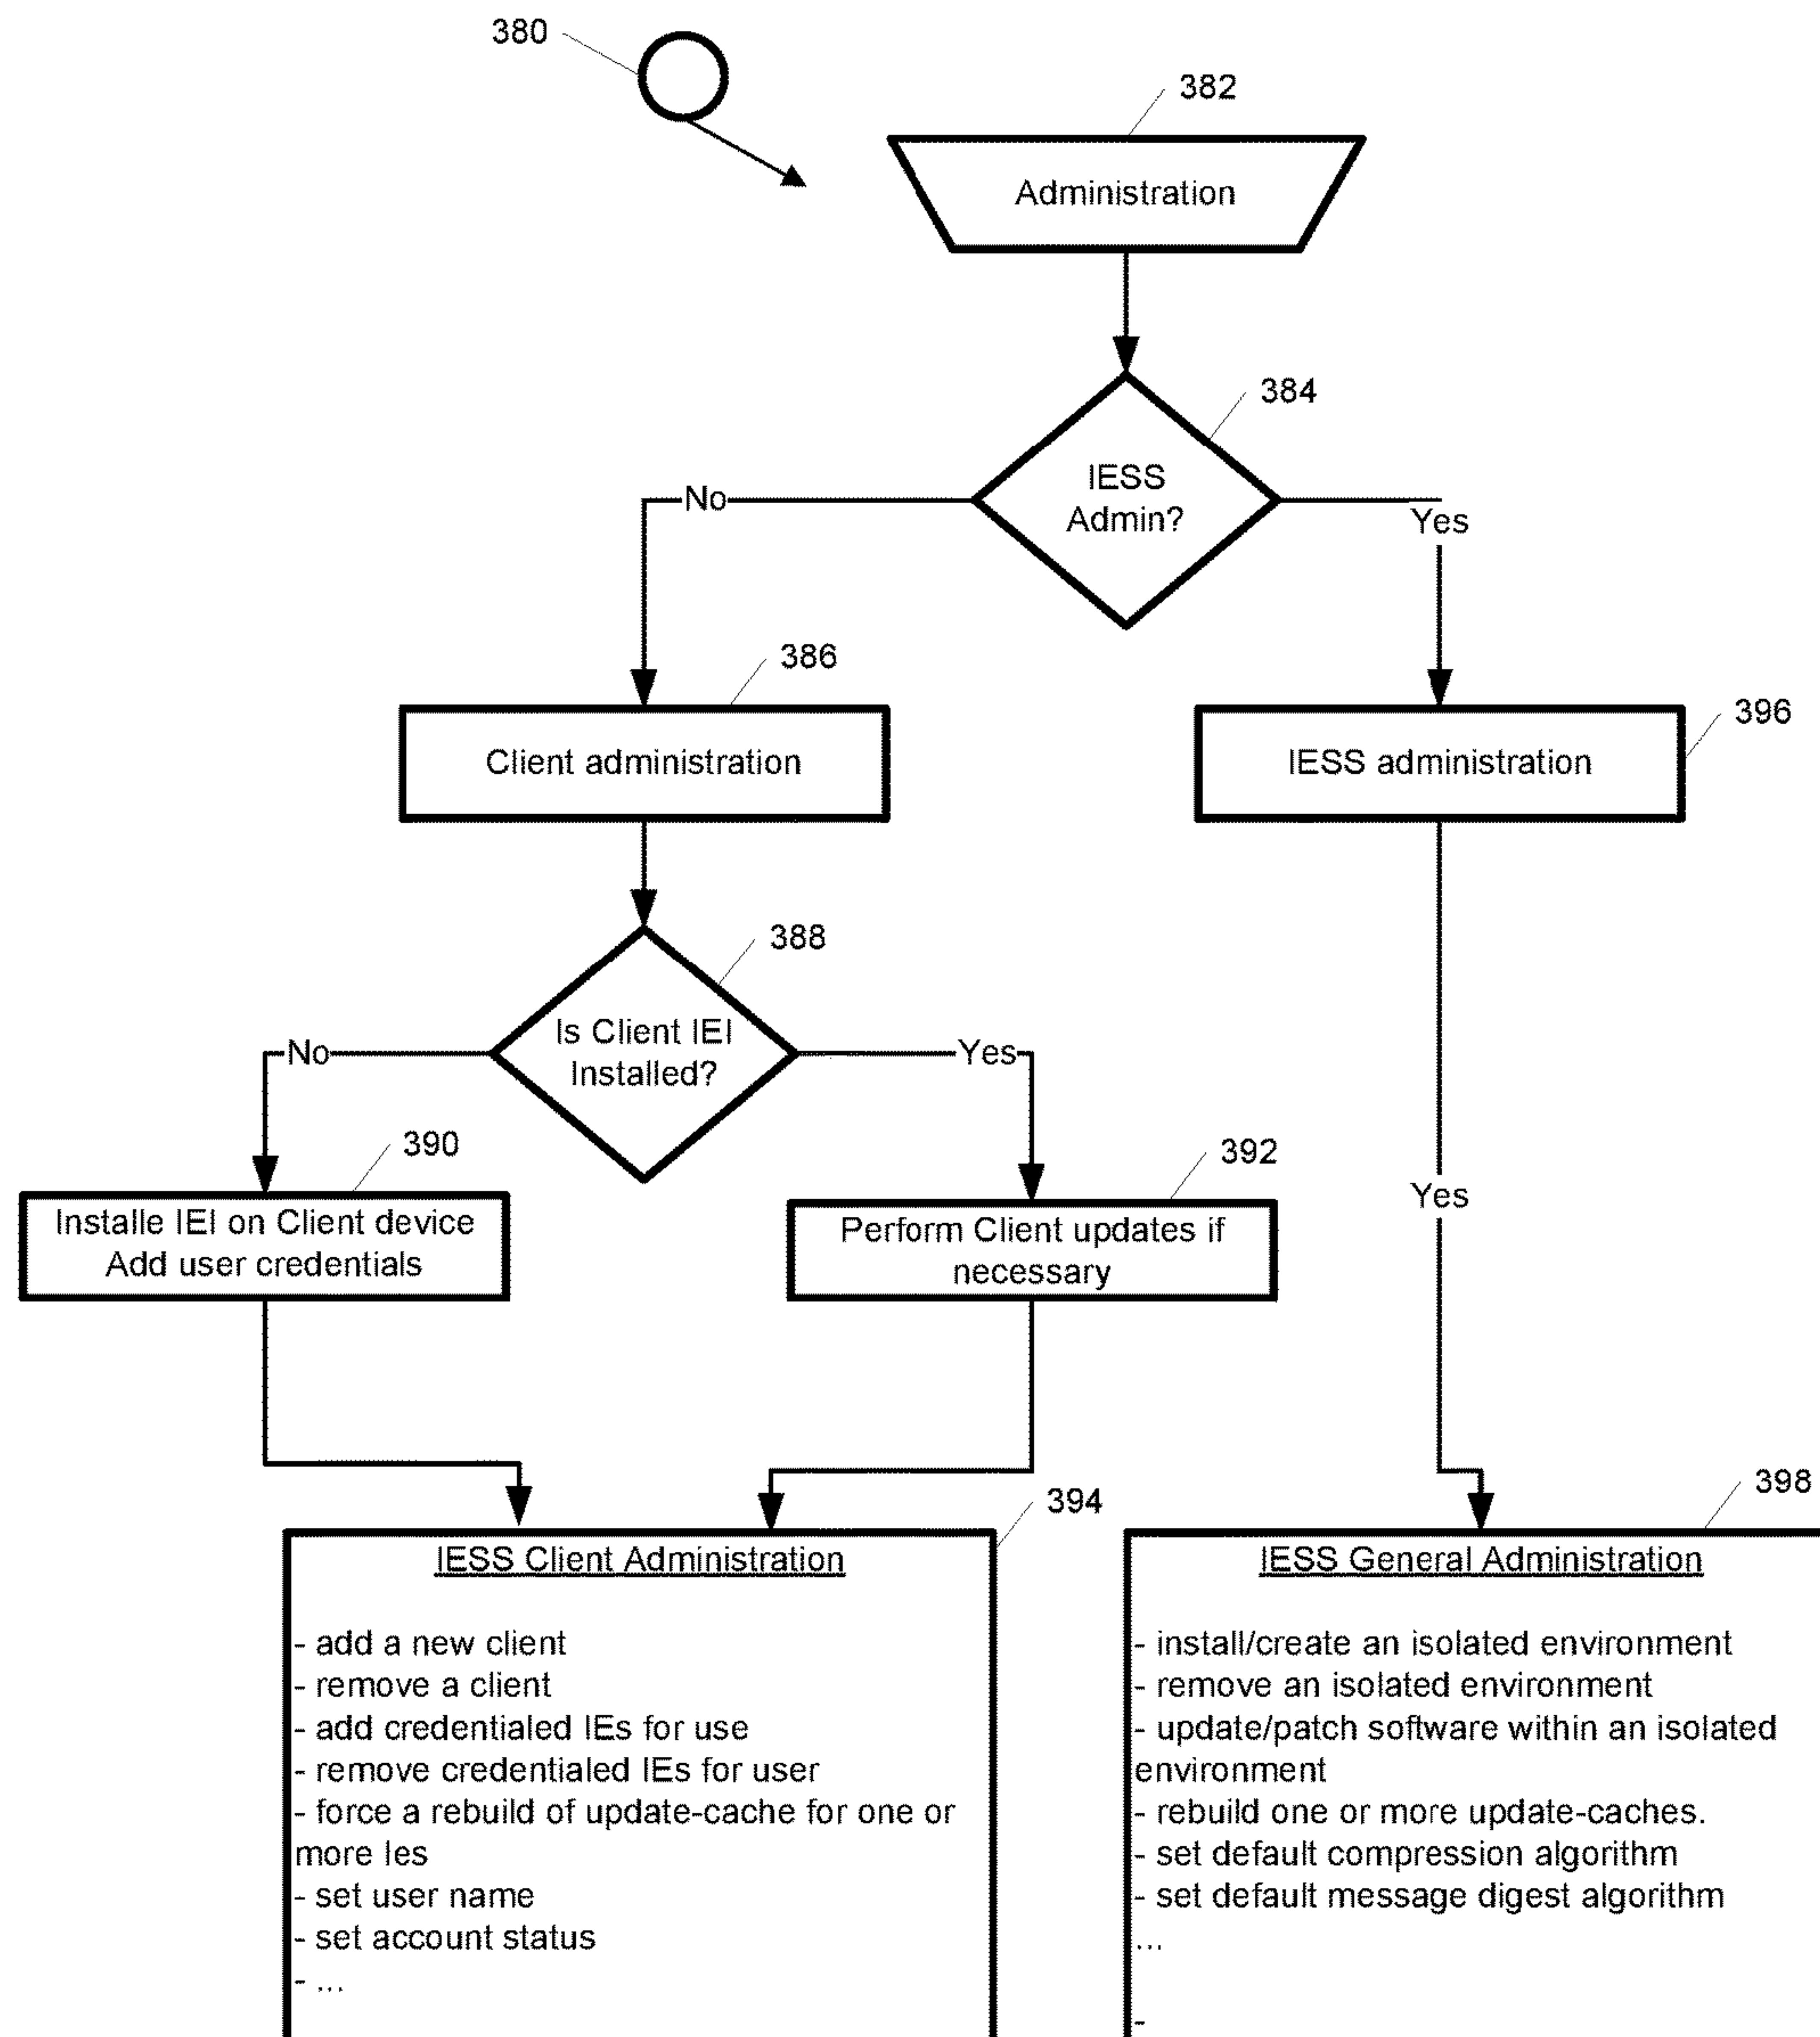 380
382
Administration
384
IESS
Admin?
No
Yes
386
396
Client administration
IESS administration
388
Is Client IEI
Installed?
No
Yes
390
392
Installe IEI on Client device
Add user credentials
Perform Client updates if
necessary
Yes
394
398
IESS Client Administration
- add a new client
- remove a client
- add credentialed IEs for use
- remove credentialed IEs for user
- force a rebuild of update-cache for one or
more Ies
- set user name
- set account status
- ...
IESS General Administration
- install/create an isolated environment
- remove an isolated environment
- update/patch software within an isolated
environment
- rebuild one or more update-caches.
- set default compression algorithm
- set default message digest algorithm
...
-